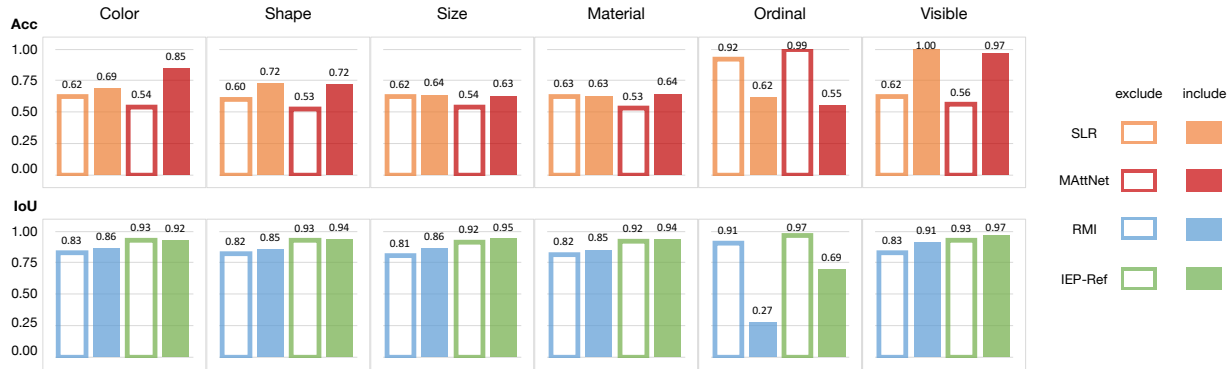 Color Shape Size Material Ordinal Visible
Acc
1.00
0.75
0.50
0.25
0.00
0.62 0.69 0.54 0.85
0.60 0.72 0.53 0.72
0.62 0.64 0.54 0.63
0.63 0.63 0.53 0.64
0.92 0.62 0.99 0.55
0.62 1.00 0.56 0.97
IoU
1.00
0.75
0.50
0.25
0.00
0.83 0.86 0.93 0.92
0.82 0.85 0.93 0.94
0.81 0.86 0.92 0.95
0.82 0.85 0.92 0.94
0.91 0.27 0.97 0.69
0.83 0.91 0.93 0.97
exclude include
SLR
MAttNet
RMI
IEP-Ref